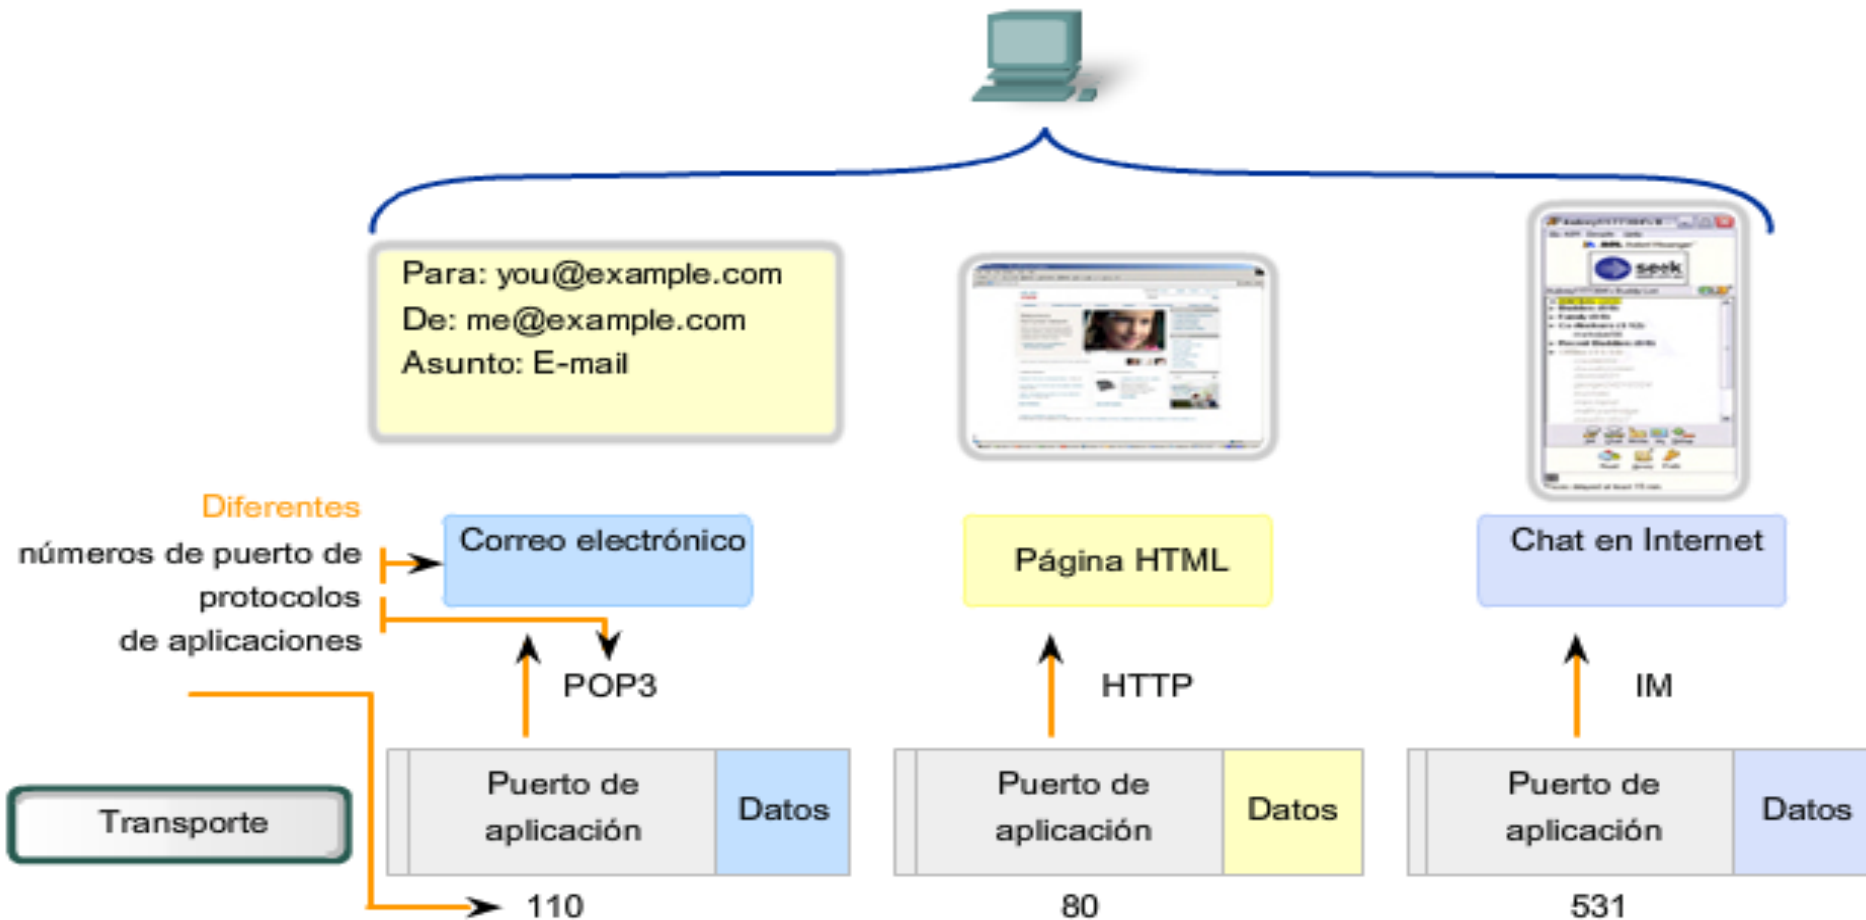 Para: you@example.com
De: me@example.com
Asunto: E-mail
seek
Diferentes
números de puerto de
protocolos
de aplicaciones
Correo electrónico
Página HTML
Chat en Internet
POP3
HTTP
IM
Transporte
Puerto de
aplicación
Datos
Puerto de
aplicación
Datos
Puerto de
aplicación
Datos
110
80
531